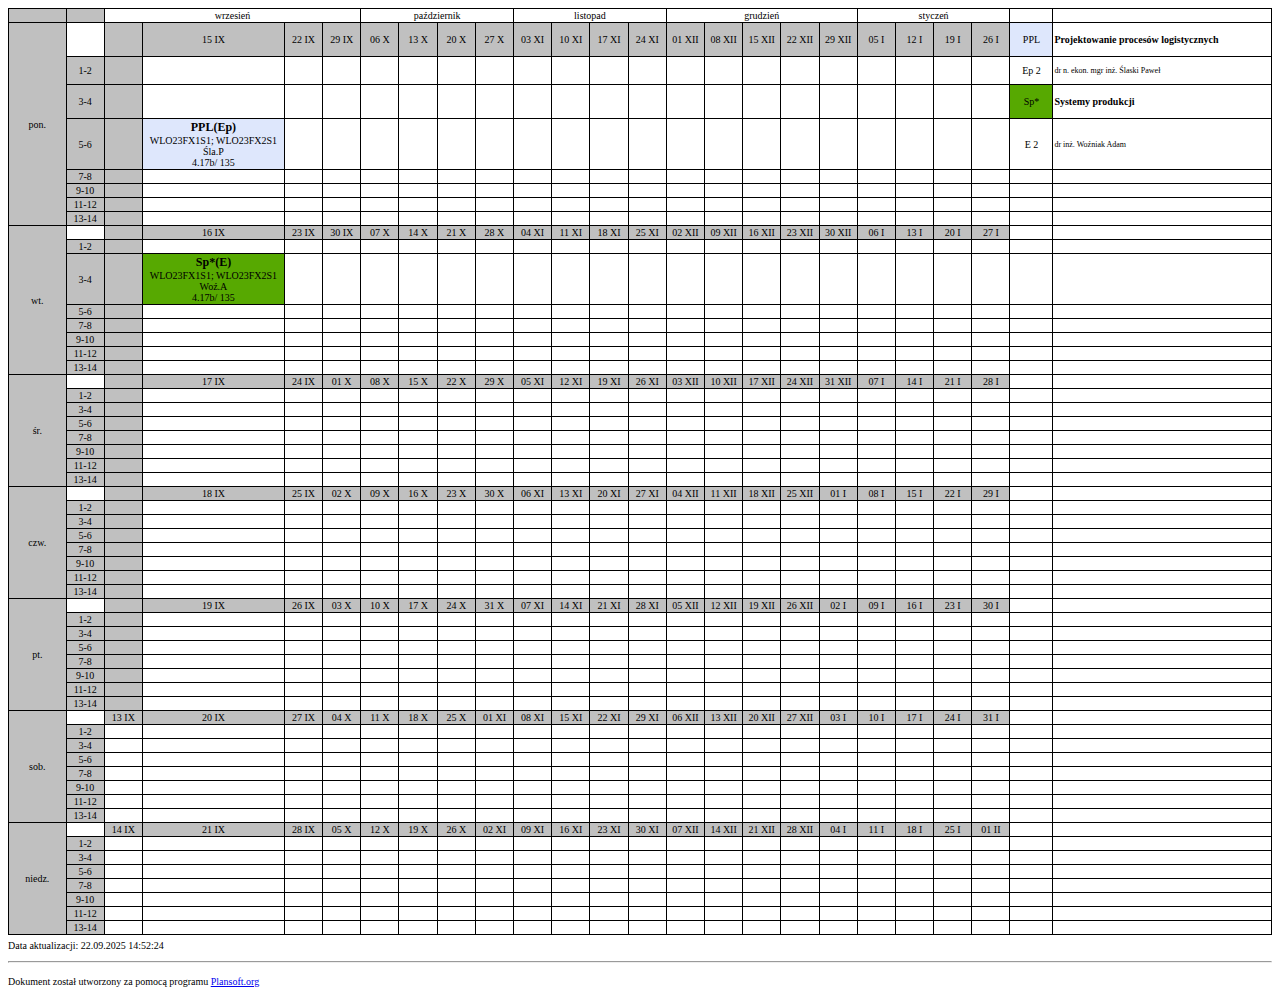 wrzesień październik listopad grudzień styczeń
pon. 15 IX 22 IX 29 IX 06 X 13 X 20 X 27 X 03 XI 10 XI 17 XI 24 XI 01 XII 08 XII 15 XII 22 XII 29 XII 05 I 12 I 19 I 26 I PPL Projektowanie procesów logistycznych
1-2 Ep 2 dr n. ekon. mgr inż. Ślaski Paweł
3-4 Sp* Systemy produkcji
5-6 PPL(Ep) E 2 dr inż. Woźniak Adam
WLO23FX1S1; WLO23FX2S1
Śla.P
4.17b/ 135
7-8
9-10
11-12
13-14
wt. 16 IX 23 IX 30 IX 07 X 14 X 21 X 28 X 04 XI 11 XI 18 XI 25 XI 02 XII 09 XII 16 XII 23 XII 30 XII 06 I 13 I 20 I 27 I
1-2
3-4 Sp*(E)
WLO23FX1S1; WLO23FX2S1
Woź.A
4.17b/ 135
5-6
7-8
9-10
11-12
13-14
śr. 17 IX 24 IX 01 X 08 X 15 X 22 X 29 X 05 XI 12 XI 19 XI 26 XI 03 XII 10 XII 17 XII 24 XII 31 XII 07 I 14 I 21 I 28 I
1-2
3-4
5-6
7-8
9-10
11-12
13-14
czw. 18 IX 25 IX 02 X 09 X 16 X 23 X 30 X 06 XI 13 XI 20 XI 27 XI 04 XII 11 XII 18 XII 25 XII 01 I 08 I 15 I 22 I 29 I
1-2
3-4
5-6
7-8
9-10
11-12
13-14
pt. 19 IX 26 IX 03 X 10 X 17 X 24 X 31 X 07 XI 14 XI 21 XI 28 XI 05 XII 12 XII 19 XII 26 XII 02 I 09 I 16 I 23 I 30 I
1-2
3-4
5-6
7-8
9-10
11-12
13-14
sob. 13 IX 20 IX 27 IX 04 X 11 X 18 X 25 X 01 XI 08 XI 15 XI 22 XI 29 XI 06 XII 13 XII 20 XII 27 XII 03 I 10 I 17 I 24 I 31 I
1-2
3-4
5-6
7-8
9-10
11-12
13-14
niedz. 14 IX 21 IX 28 IX 05 X 12 X 19 X 26 X 02 XI 09 XI 16 XI 23 XI 30 XI 07 XII 14 XII 21 XII 28 XII 04 I 11 I 18 I 25 I 01 II
1-2
3-4
5-6
7-8
9-10
11-12
13-14
Data aktualizacji: 22.09.2025 14:52:24
Dokument został utworzony za pomocą programu Plansoft.org